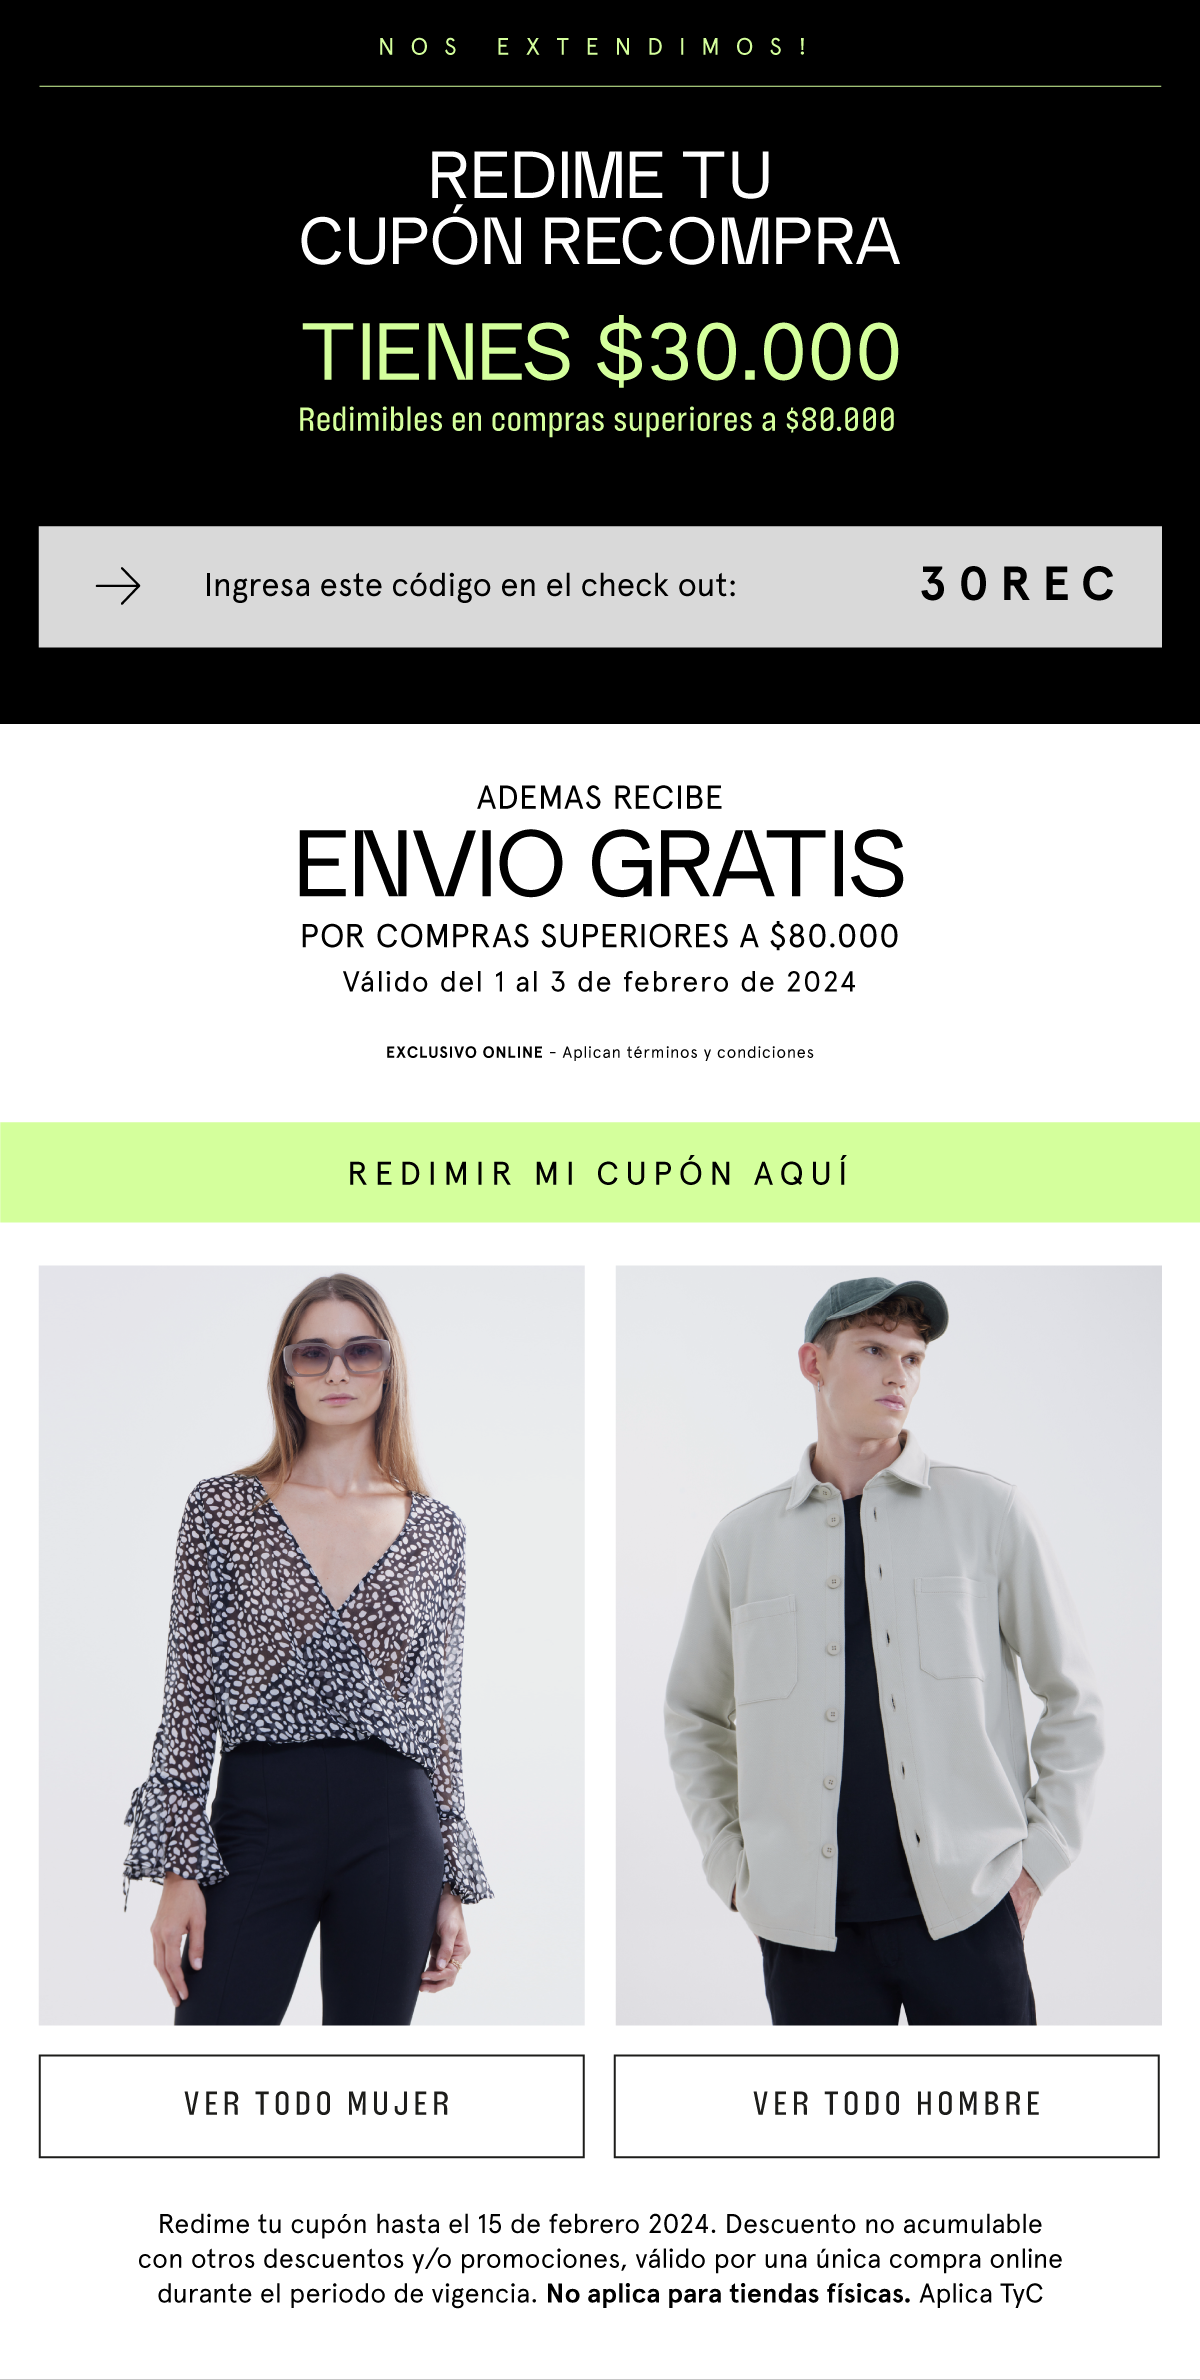 NOS EXTENDIMOS!
REDIME TU
CUPÓN RECOMPRA
TIENES $30.000
Redimibles en compras superiores a $80.000
Ingresa este código en el check out: 30REC
ADEMAS RECIBE
ENVIO GRATIS
POR COMPRAS SUPERIORES A $80.000
Válido del 1 al 3 de febrero de 2024
EXCLUSIVO ONLINE - Aplican términos y condiciones
REDIMIR MI CUPÓN AQUÍ
VER TODO MUJER
VER TODO HOMBRE
Redime tu cupón hasta el 15 de febrero 2024. Descuento no acumulable
con otros descuentos y/o promociones, válido por una única compra online
durante el periodo de vigencia. No aplica para tiendas físicas. Aplica TyC